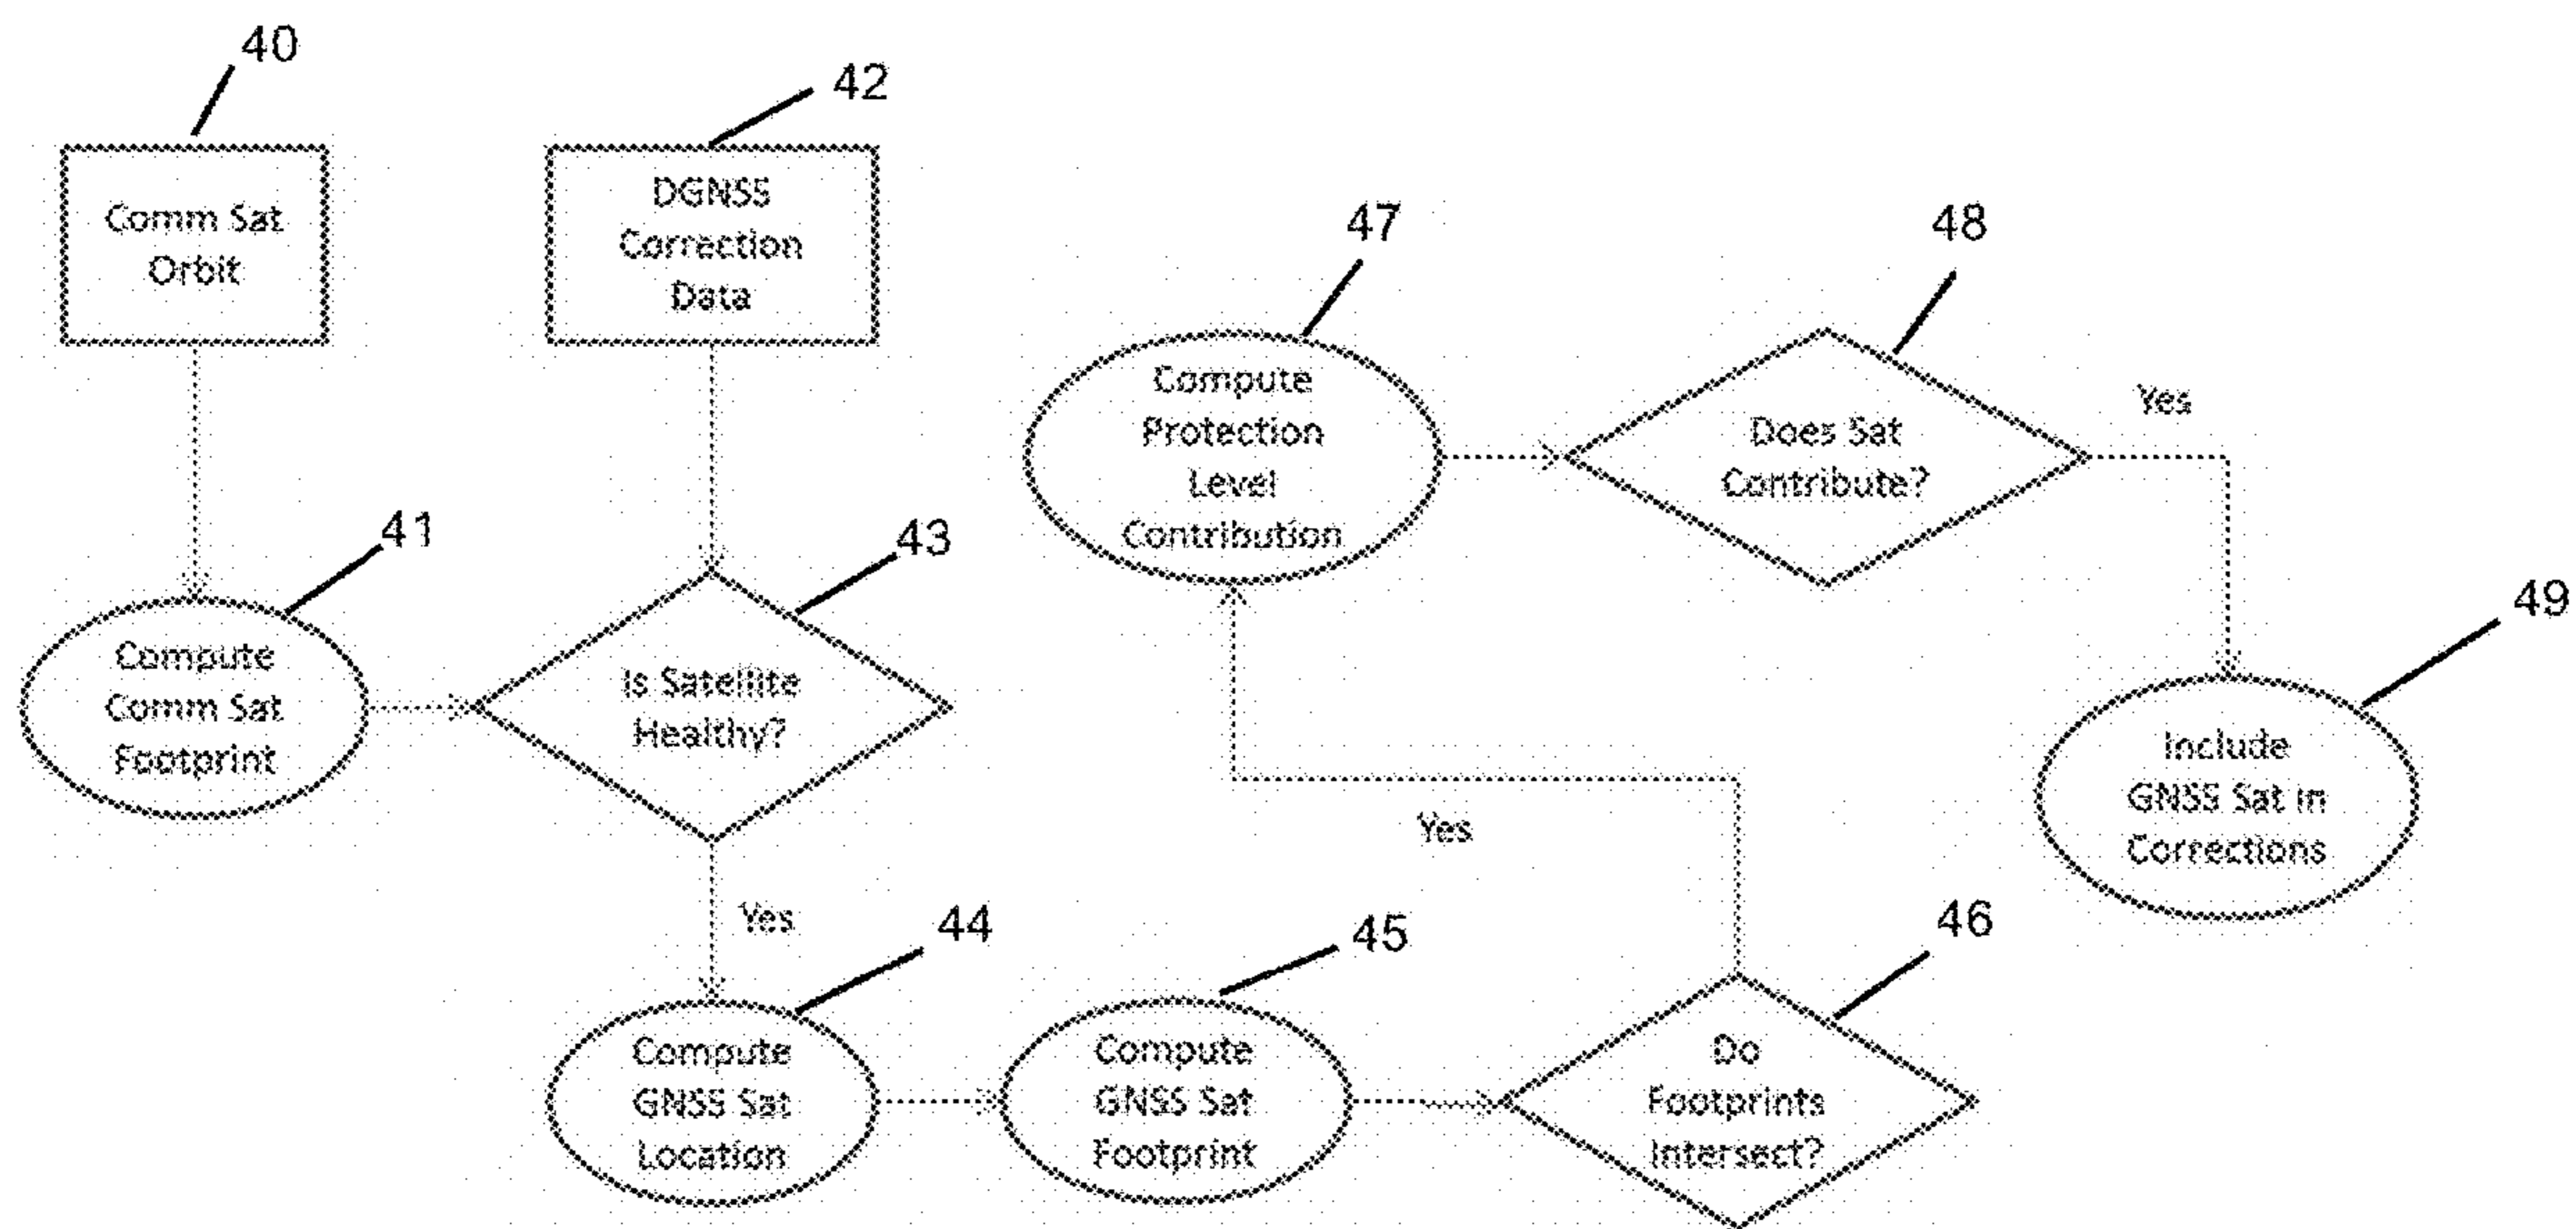 40
42
Comm Sat
Orbit
DGNSS
Correction
Data
47
48
41
43
Compute
Protection
Level
Contribution
Does Sat
Contribute?
Yes
49
Compute
Comm Sat
Footprint
Is Satellite
Healthy?
Include
GNSS Sat in
Corrections
Yes
Yes
44
45
46
Compute
GNSS Sat
Location
Compute
GNSS Sat
Footprint
Do
Footprints
Intersect?